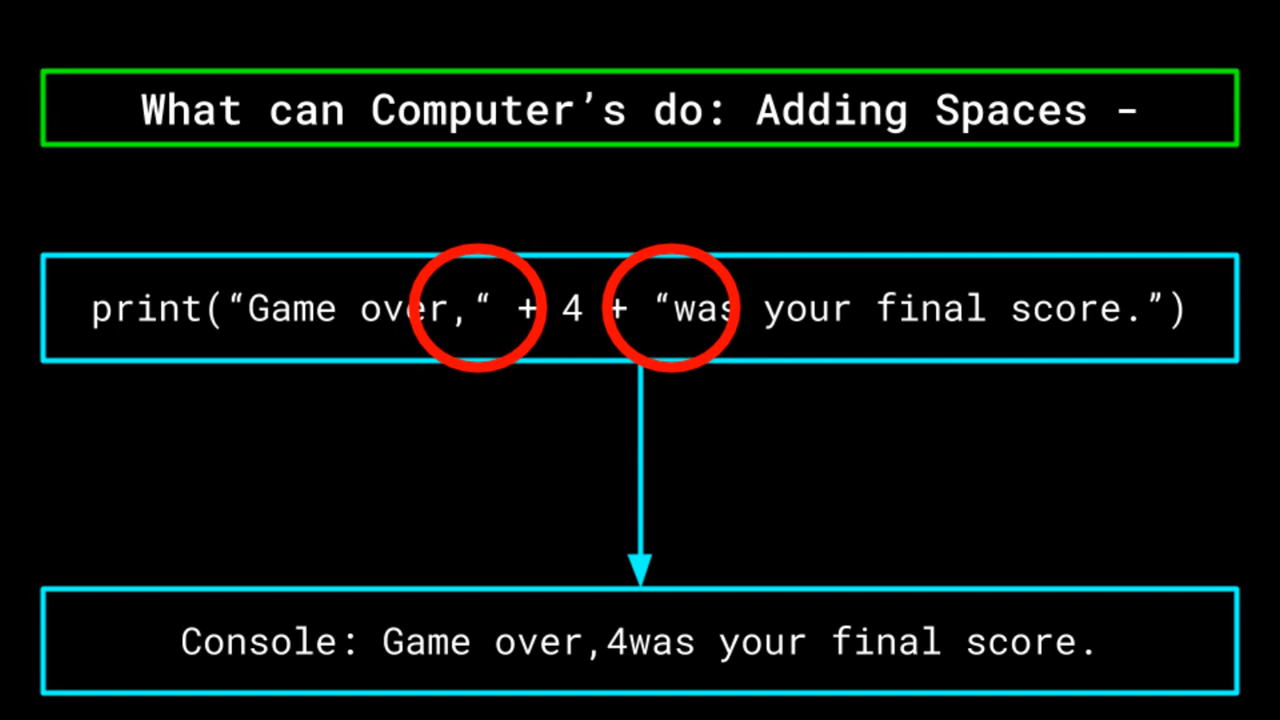 What can Computer’s do: Adding Spaces -
print(“Game over,“ + 4 + “was your final score.”)
Console: Game over,4was your final score.